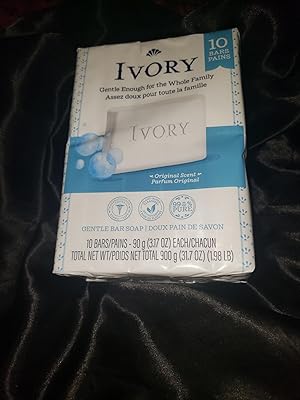 10
BARS
PAINS
IVORY
Gentle Enough for the Whole Family
Assez doux pour toute la famille
IVORY
Original Scent
Parfum Original
PURE
GENTLE BAR SOAP | DOUX PAIN DE SAVON
10 BARS/PAINS - 90 g (3.17 OZ) EACH/CHACUN
TOTAL NET WT/POIDS NET TOTAL 900 g (31.7 OZ) (1.98 LB)